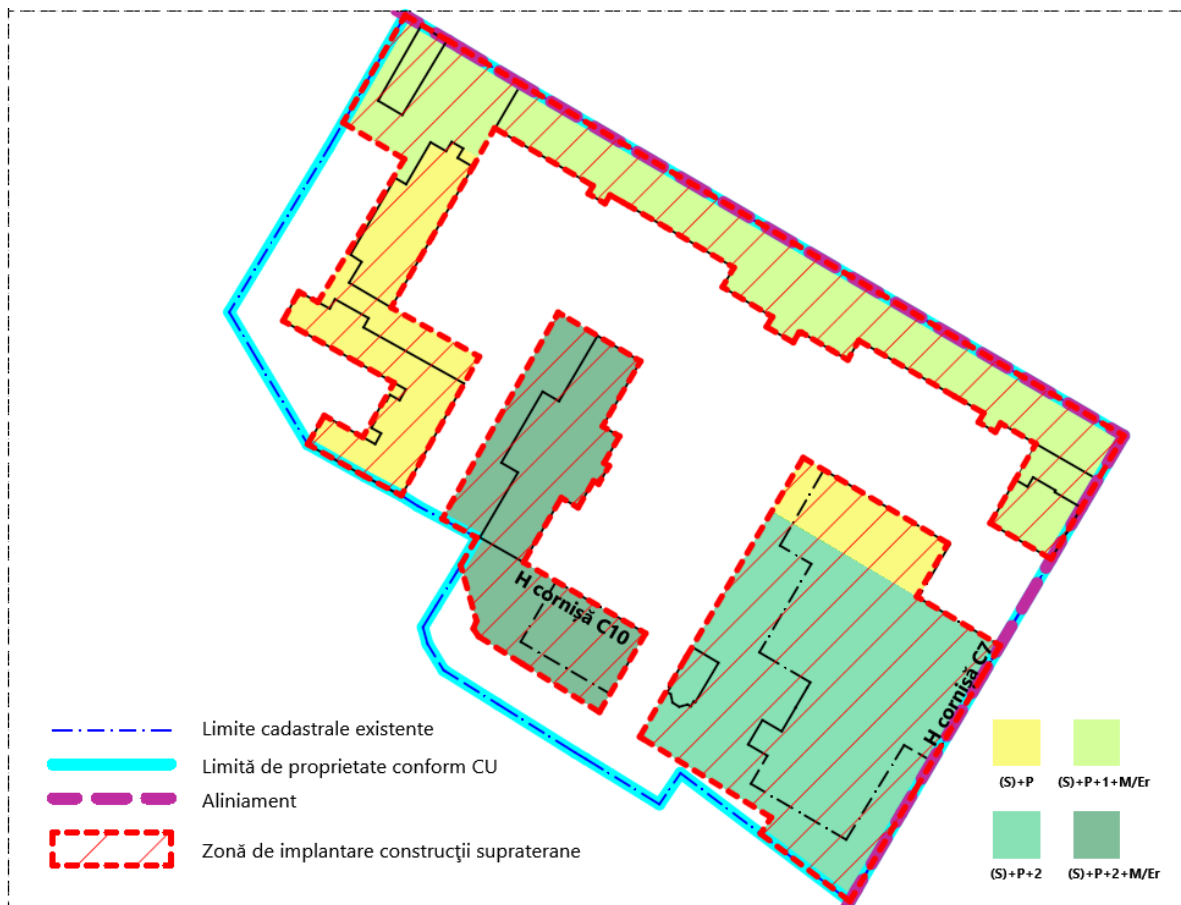 H cornișă C10
H cornișă C7
Limite cadastrale existente
Limită de proprietate conform CU
Aliniament
Zonă de implantare construcţii supraterane
(S)+P
(S)+P+1+M/Er
(S)+P+2
(S)+P+2+M/Er